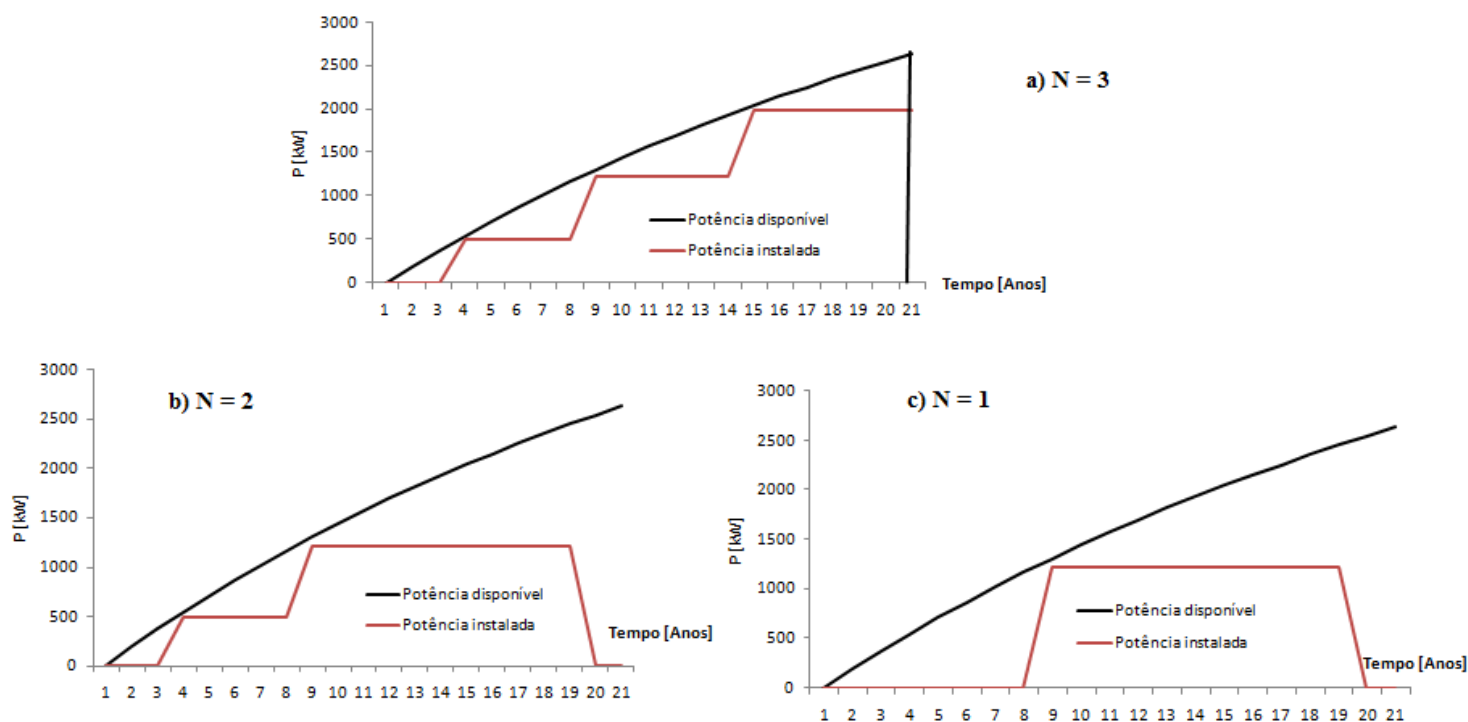 3000
2500
2000
1500
1000
500
0
P [kW]
a) N = 3
Potência disponível
Potência instalada
Tempo [Anos]
1 2 3 4 5 6 7 8 9 10 11 12 13 14 15 16 17 18 19 20 21
3000
2500
2000
1500
1000
500
0
P [kW]
b) N = 2
Potência disponível
Potência instalada
Tempo [Anos]
1 2 3 4 5 6 7 8 9 10 11 12 13 14 15 16 17 18 19 20 21
3000
2500
2000
1500
1000
500
0
P [kW]
c) N = 1
Potência disponível
Potência instalada
Tempo [Anos]
1 2 3 4 5 6 7 8 9 10 11 12 13 14 15 16 17 18 19 20 21